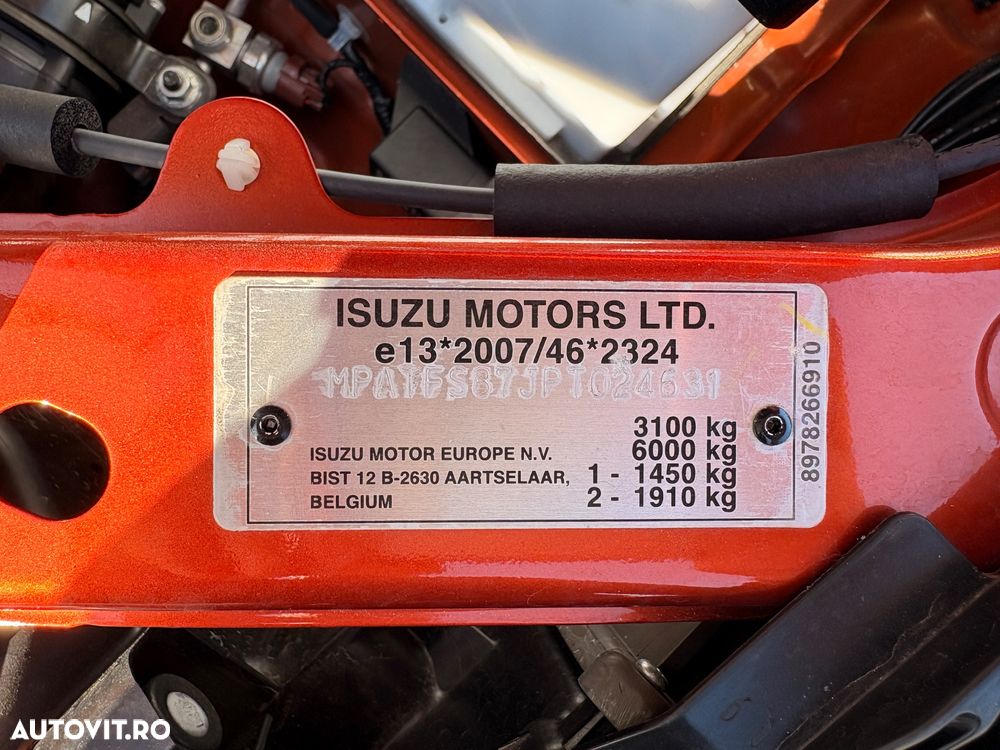 ISUZU MOTORS LTD.
e13*2007/46*2324
MPATFS87JPT024631
3100 kg
6000 kg
ISUZU MOTOR EUROPE N.V.
BIST 12 B-2630 AARTSELAAR,
BELGIUM
1 - 1450 kg
2 - 1910 kg
8978266910
AUTOVIT.RO